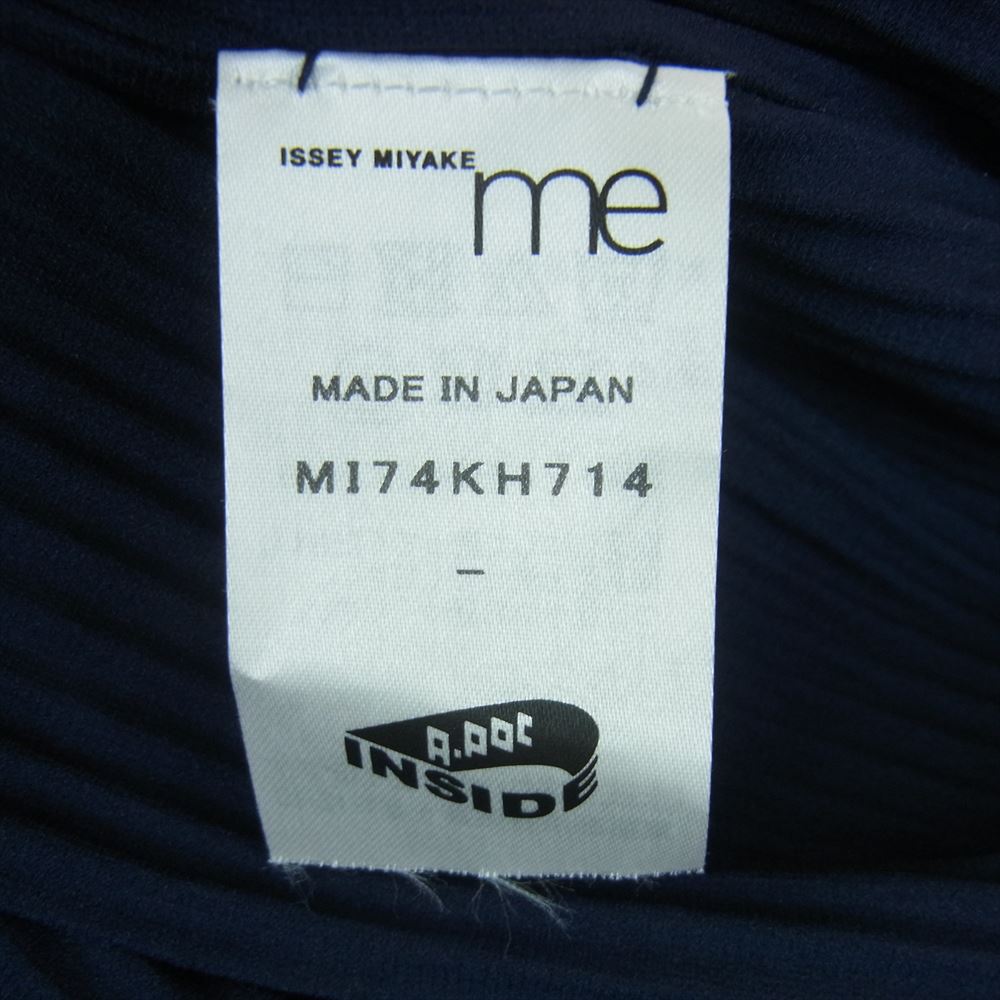 ISSEY MIYAKE
me
MADE IN JAPAN
MI74KH714
–
A.POC
INSIDE